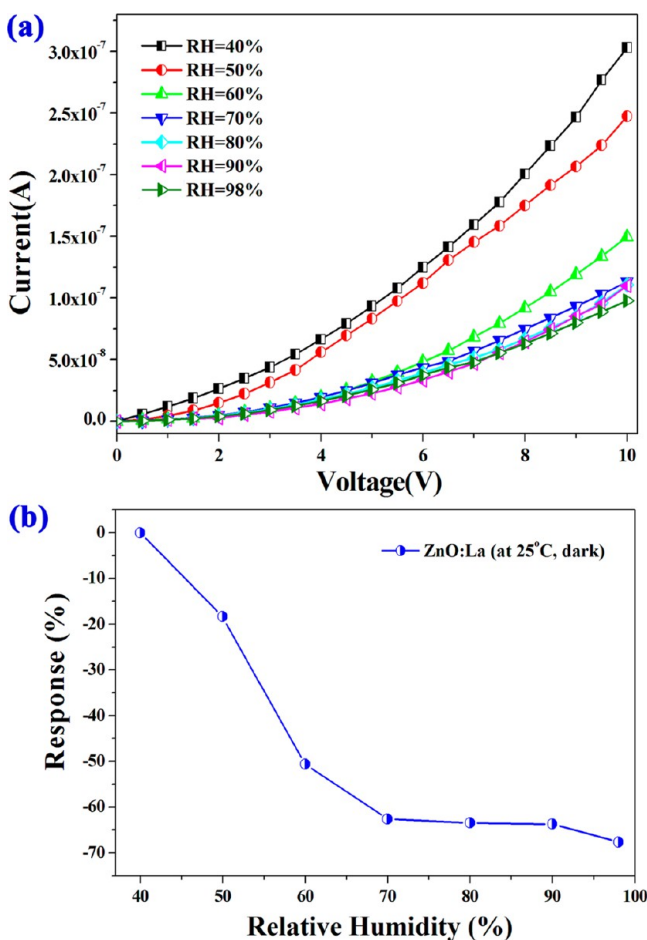 (a)
3.0x10⁻⁷
2.5x10⁻⁷
2.0x10⁻⁷
1.5x10⁻⁷
1.0x10⁻⁷
5.0x10⁻⁸
0.0
Current(A)
RH=40%
RH=50%
RH=60%
RH=70%
RH=80%
RH=90%
RH=98%
0 2 4 6 8 10
Voltage(V)
(b)
0
-10
-20
-30
-40
-50
-60
-70
Response (%)
ZnO:La (at 25°C, dark)
40 50 60 70 80 90 100
Relative Humidity (%)